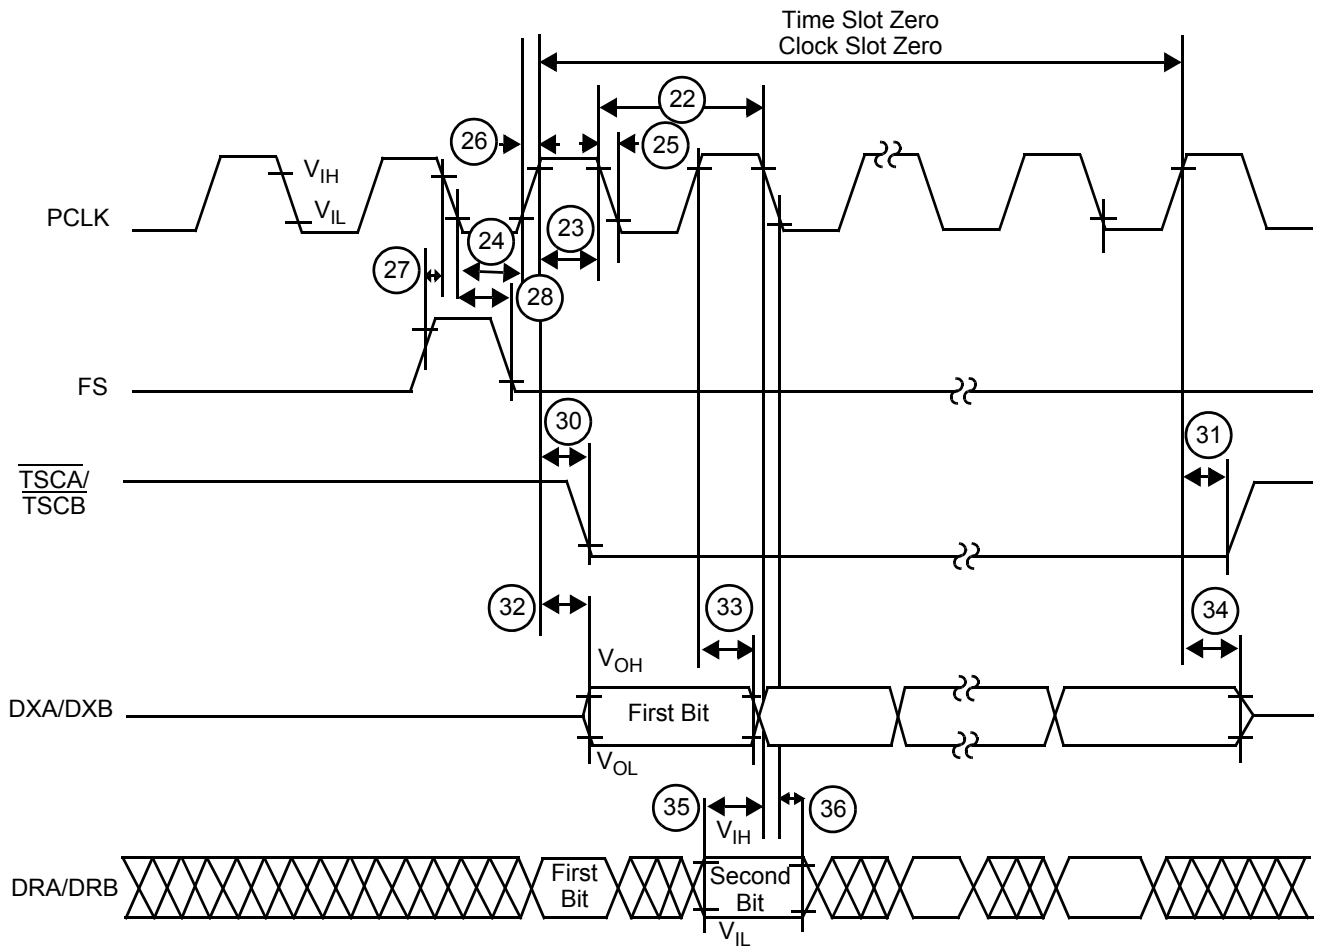 Time Slot Zero
Clock Slot Zero
22
26
25
V_IH
V_IL
PCLK
24
23
27
28
FS
30
31
TSCA/
TSCB
32
33
34
V_OH
DXA/DXB
First Bit
V_OL
35
36
V_IH
DRA/DRB
First
Bit
Second
Bit
V_IL